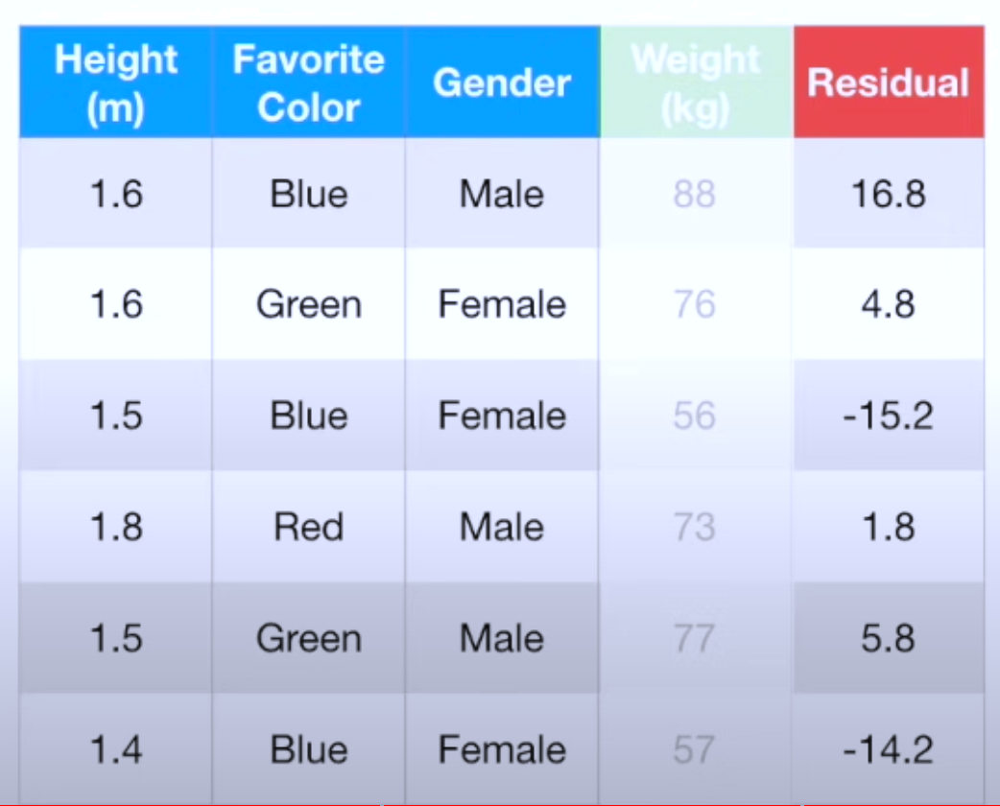 Height (m) Favorite Color Gender Weight (kg) Residual
1.6 Blue Male 88 16.8
1.6 Green Female 76 4.8
1.5 Blue Female 56 -15.2
1.8 Red Male 73 1.8
1.5 Green Male 77 5.8
1.4 Blue Female 57 -14.2